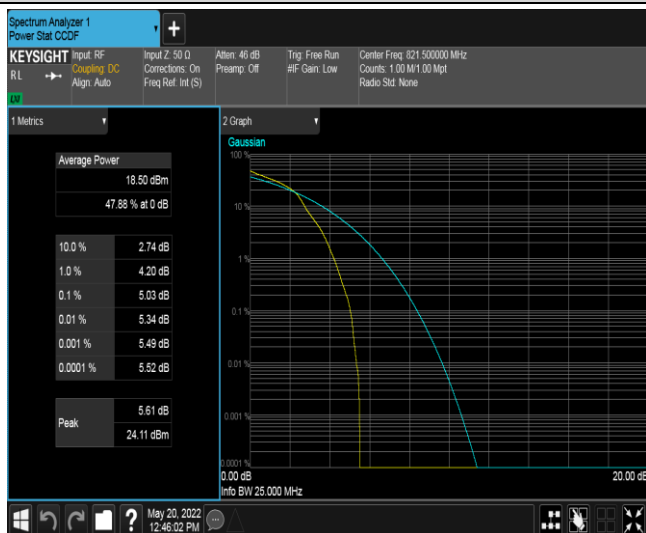 Spectrum Analyzer 1
Power Stat CCDF
+
KEYSIGHT
RL
Input: RF
Coupling: DC
Align: Auto
Input Z: 50 Ω
Corrections: On
Freq Ref: Int (S)
Atten: 46 dB
Preamp: Off
Trig: Free Run
#IF Gain: Low
Center Freq: 821.500000 MHz
Counts: 1.00 M/1.00 Mpt
Radio Std: None
1 Metrics
Average Power
18.50 dBm
47.88 % at 0 dB
10.0 % 2.74 dB
1.0 % 4.20 dB
0.1 % 5.03 dB
0.01 % 5.34 dB
0.001 % 5.49 dB
0.0001 % 5.52 dB
Peak
5.61 dB
24.11 dBm
2 Graph
Gaussian
100 %
10 %
1 %
0.1 %
0.01 %
0.001 %
0.0001 %
0.00 dB
20.00 dB
Info BW 25.000 MHz
?
May 20, 2022
12:46:02 PM